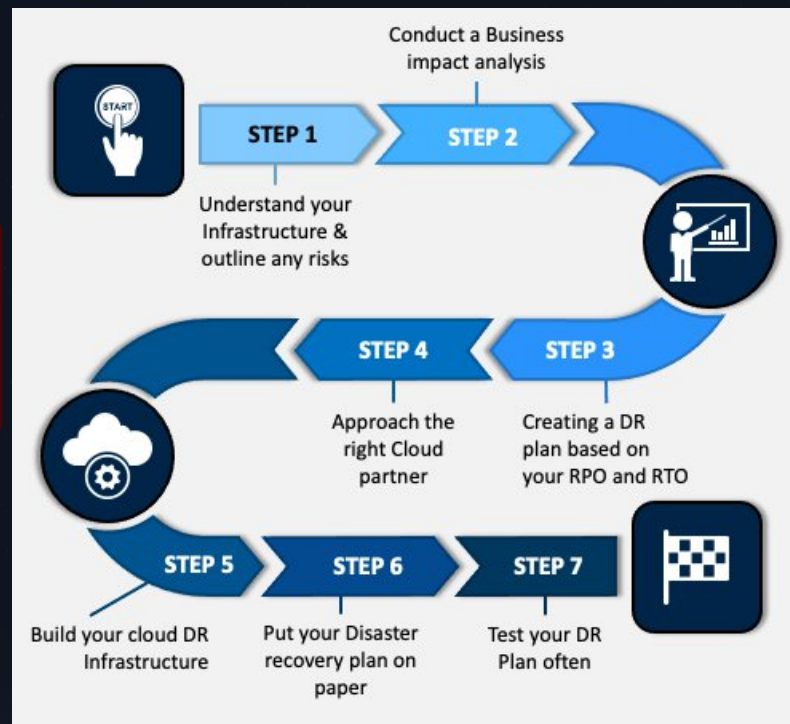 START
STEP 1
Understand your
Infrastructure &
outline any risks
Conduct a Business
impact analysis
STEP 2
STEP 3
Creating a DR
plan based on
your RPO and RTO
STEP 4
Approach the
right Cloud
partner
STEP 5
Build your cloud DR
Infrastructure
STEP 6
Put your Disaster
recovery plan on
paper
STEP 7
Test your DR
Plan often